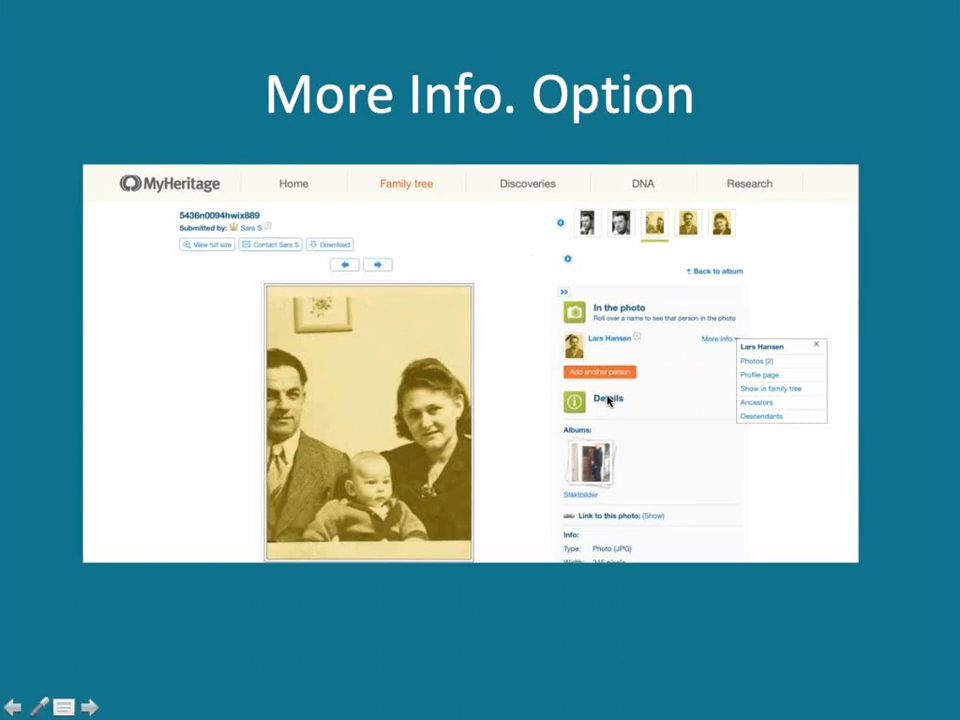 More Info. Option
MyHeritage Home Family tree Discoveries DNA Research
5436n0094hwix889
Submitted by: Sara S
View full size Contact Sara S Download
Back to album
In the photo
Roll over a name to see that person in the photo
Lars Hansen More info
Lars Hansen
Photos (2)
Profile page
Show in family tree
Ancestors
Descendants
Add another person
Details
Albums:
Släktbilder
Link to this photo: (Show)
Info:
Type: Photo (JPG)